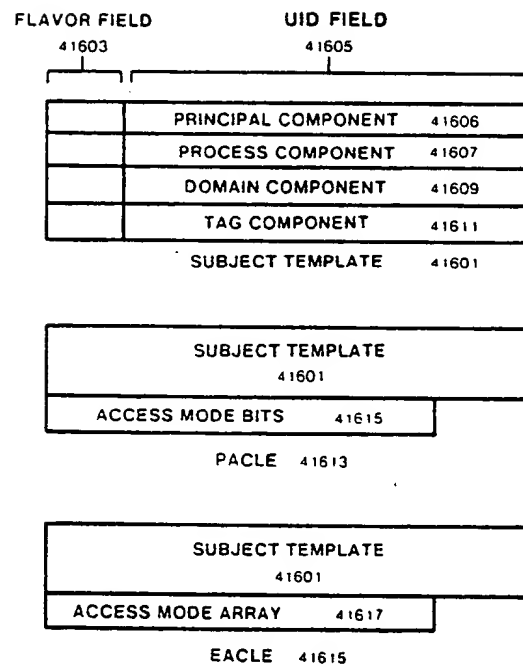 FLAVOR FIELD UID FIELD
41603 41605
PRINCIPAL COMPONENT 41606
PROCESS COMPONENT 41607
DOMAIN COMPONENT 41609
TAG COMPONENT 41611
SUBJECT TEMPLATE 41601
SUBJECT TEMPLATE
41601
ACCESS MODE BITS 41615
PACLE 41613
SUBJECT TEMPLATE
41601
ACCESS MODE ARRAY 41617
EACLE 41615